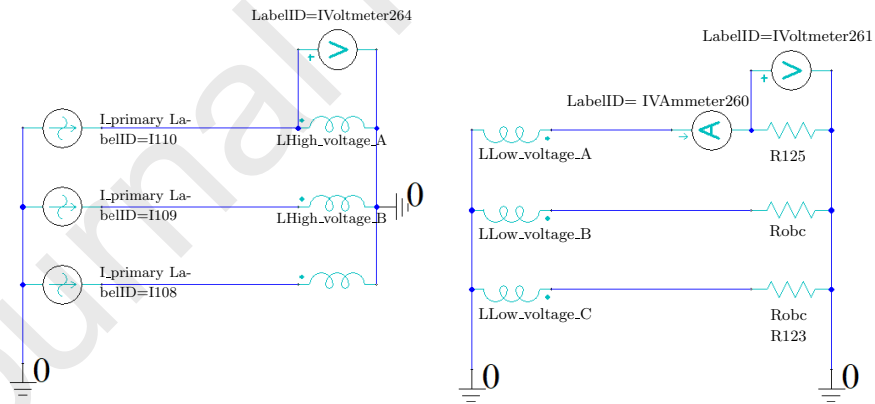 LabelID=IVoltmeter264
I_primary La-
belID=I110
LHigh_voltage_A
I_primary La-
belID=I109
LHigh_voltage_B
0
I_primary La-
belID=I108
0
LabelID=IVoltmeter261
LabelID= IVAmmeter260
LLow_voltage_A
R125
LLow_voltage_B
Robc
LLow_voltage_C
Robc
R123
0
0
V
V
A